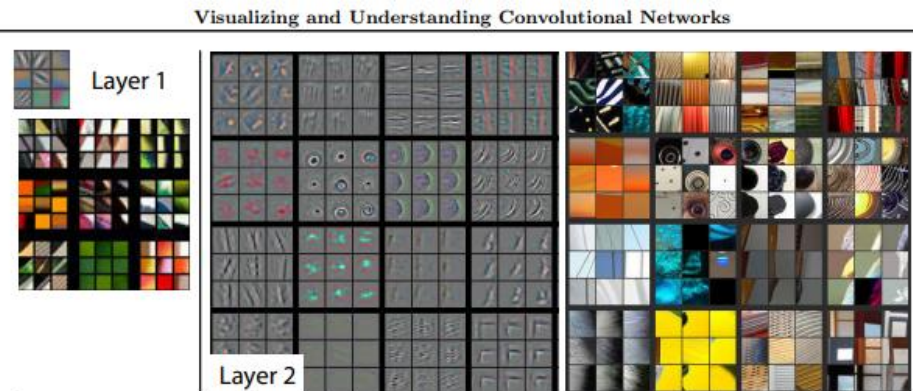 Visualizing and Understanding Convolutional Networks
Layer 1
Layer 2